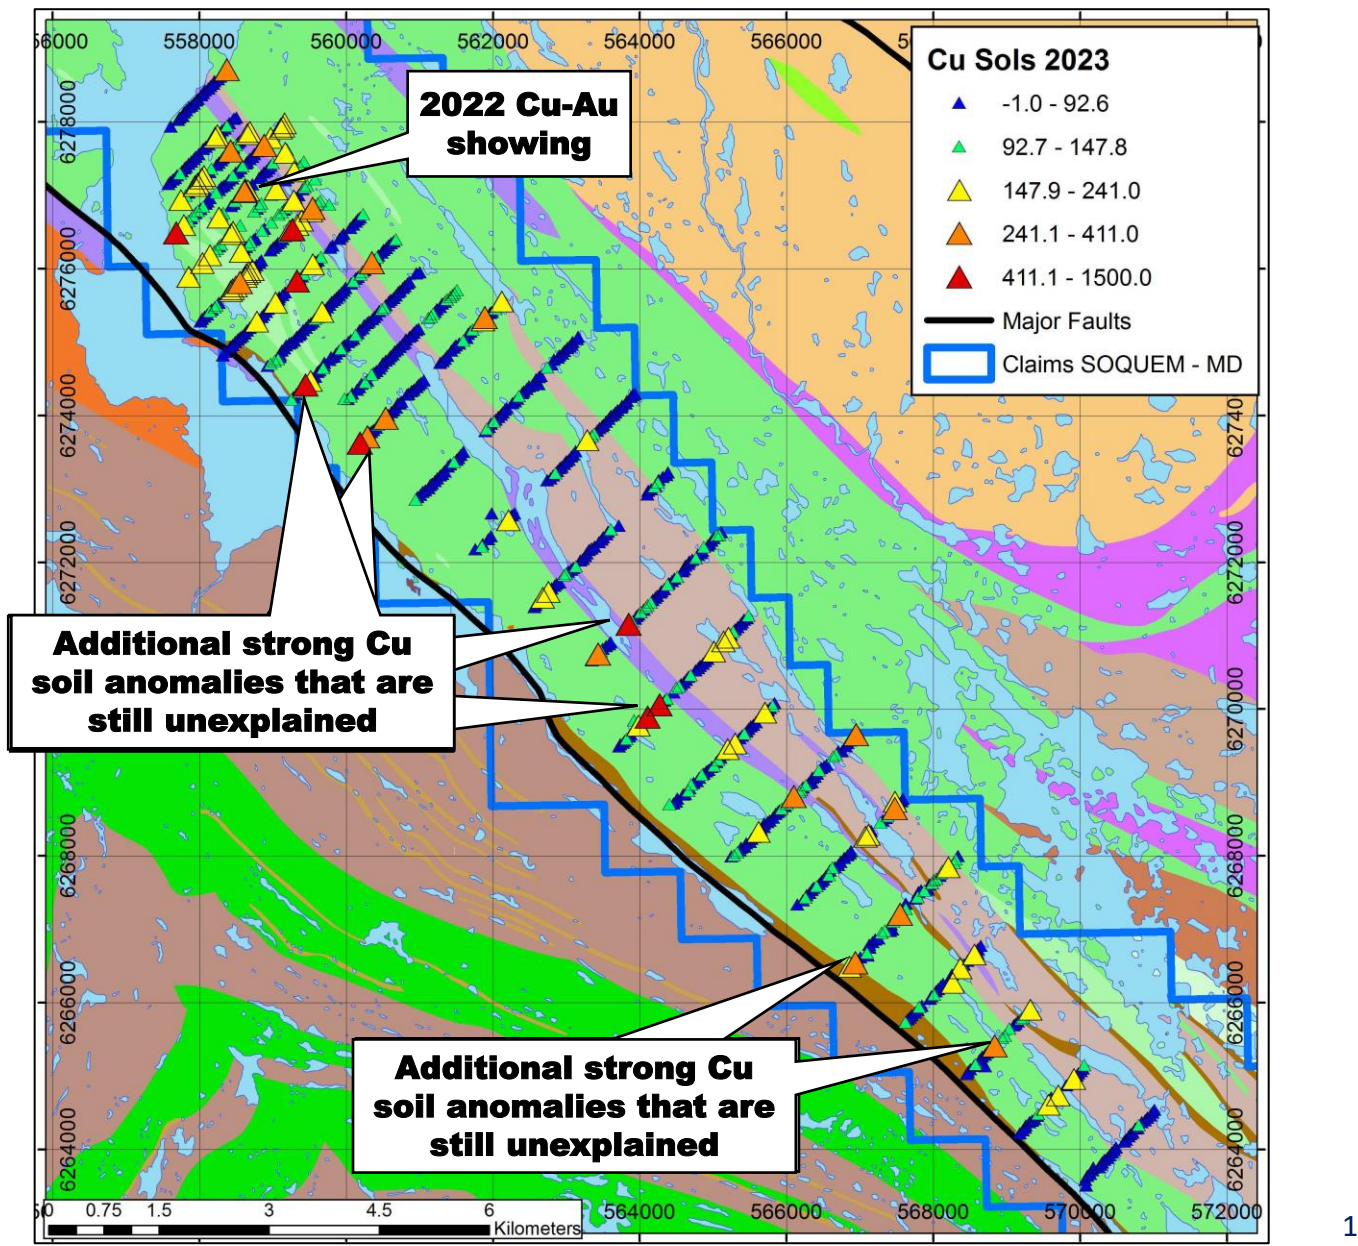 56000
558000
560000
562000
564000
566000
Cu Sols 2023
-1.0 - 92.6
92.7 - 147.8
147.9 - 241.0
241.1 - 411.0
411.1 - 1500.0
Major Faults
Claims SOQUEM - MD
2022 Cu-Au
showing
6278000
6276000
6274000
6274000
6272000
6272000
Additional strong Cu
soil anomalies that are
still unexplained
6270000
6268000
6268000
6266000
6266000
Additional strong Cu
soil anomalies that are
still unexplained
6264000
6264000
0 0.75 1.5 3 4.5 6
Kilometers
564000
566000
568000
570000
572000
1